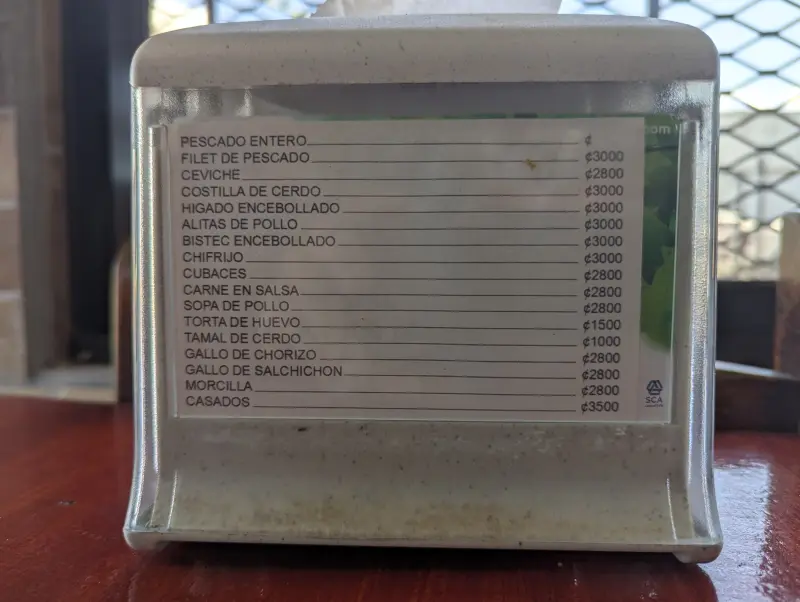 PESCADO ENTERO ¢
FILET DE PESCADO ¢3000
CEVICHE ¢2800
COSTILLA DE CERDO ¢3000
HIGADO ENCEBOLLADO ¢3000
ALITAS DE POLLO ¢3000
BISTEC ENCEBOLLADO ¢3000
CHIFRIJO ¢3000
CUBACES ¢2800
CARNE EN SALSA ¢2800
SOPA DE POLLO ¢2800
TORTA DE HUEVO ¢1500
TAMAL DE CERDO ¢1000
GALLO DE CHORIZO ¢2800
GALLO DE SALCHICHON ¢2800
MORCILLA ¢2800
CASADOS ¢3500
SCA